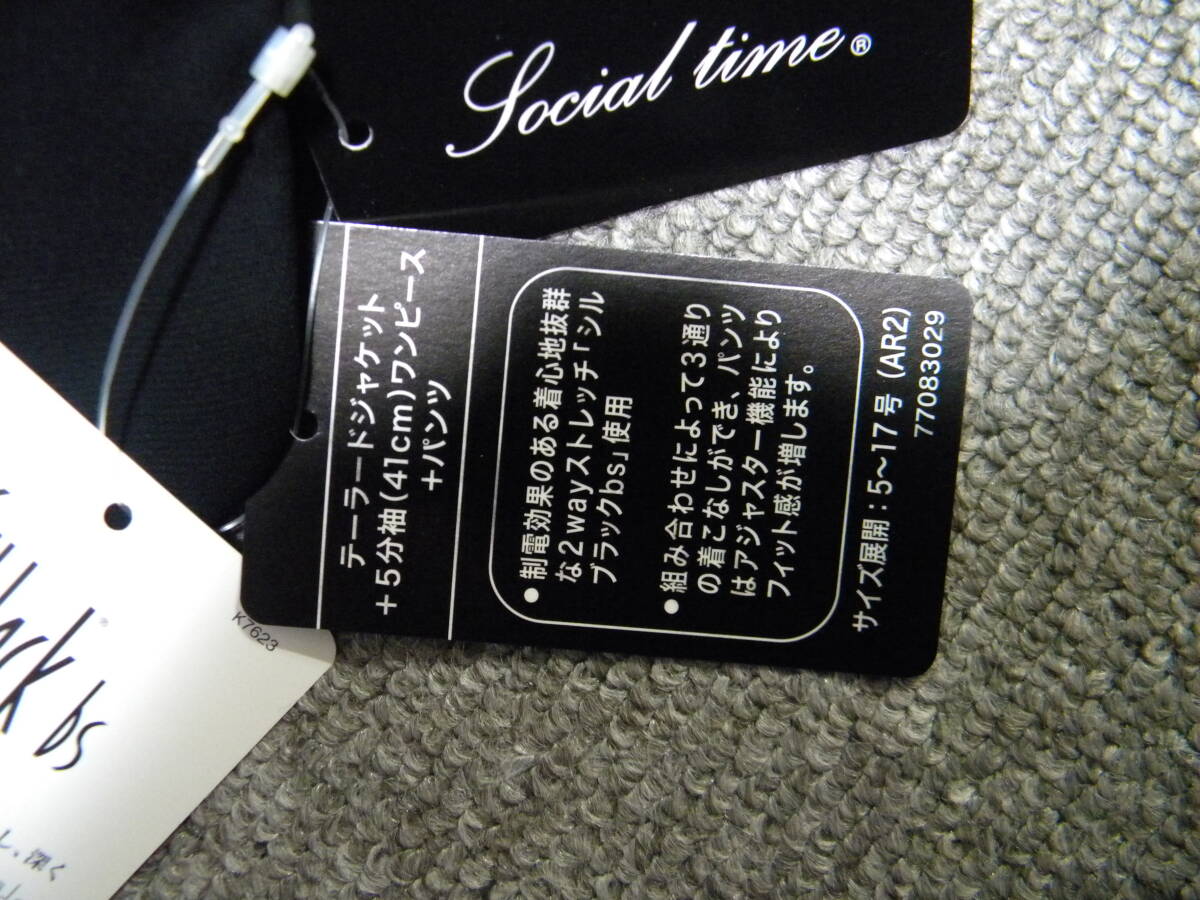 Social time®
テーラードジャケット
+5分袖(41cm)ワンピース
+パンツ
● 制電効果のある着心地抜群
な2wayストレッチ「シル
ブラックbs」使用
● 組み合わせによって3通り
の着こなしができ、パンツ
はアジャスター機能により
フィット感が増します。
サイズ展開：5〜17号 (AR2)
77083029
K7623
bs
深く